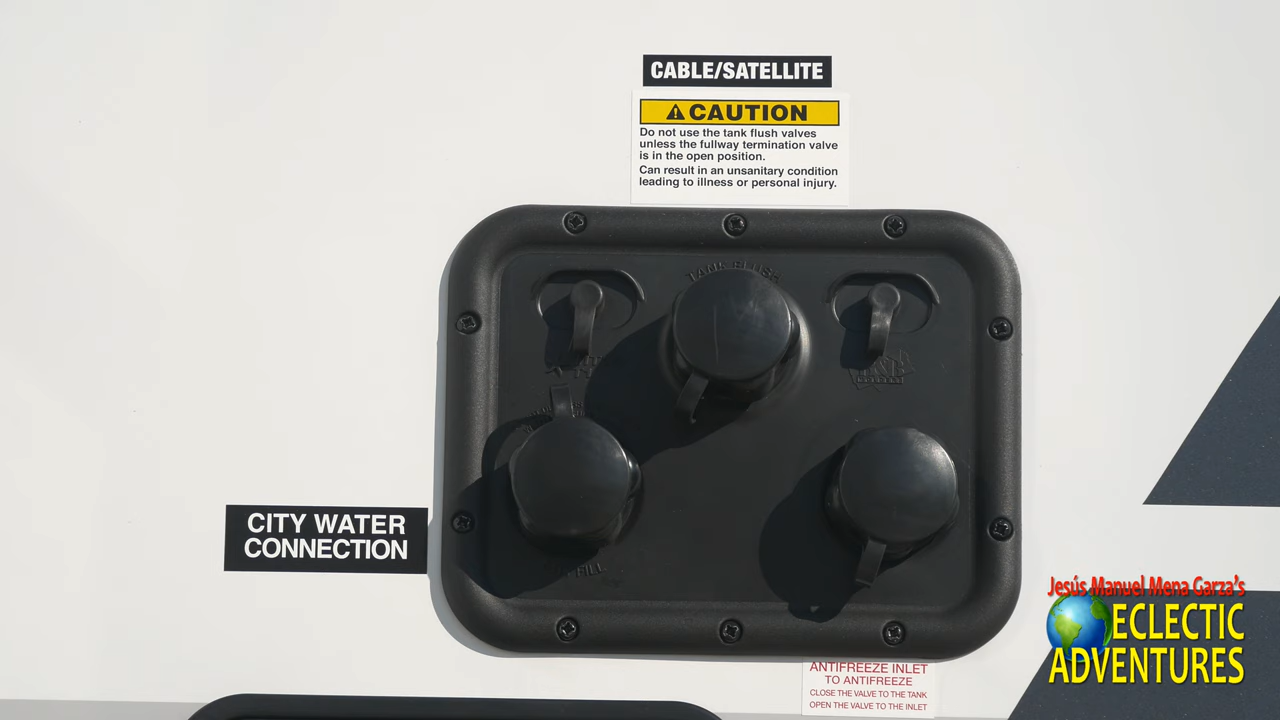 CABLE/SATELLITE
CAUTION
Do not use the tank flush valves
unless the fullway termination valve
is in the open position.
Can result in an unsanitary condition
leading to illness or personal injury.
TANK FLUSH
CITY WATER
CONNECTION
FILL
ANTIFREEZE INLET
TO ANTIFREEZE
CLOSE THE VALVE TO THE TANK
OPEN THE VALVE TO THE INLET
Jesús Manuel Mena Garza's
ECLECTIC
ADVENTURES